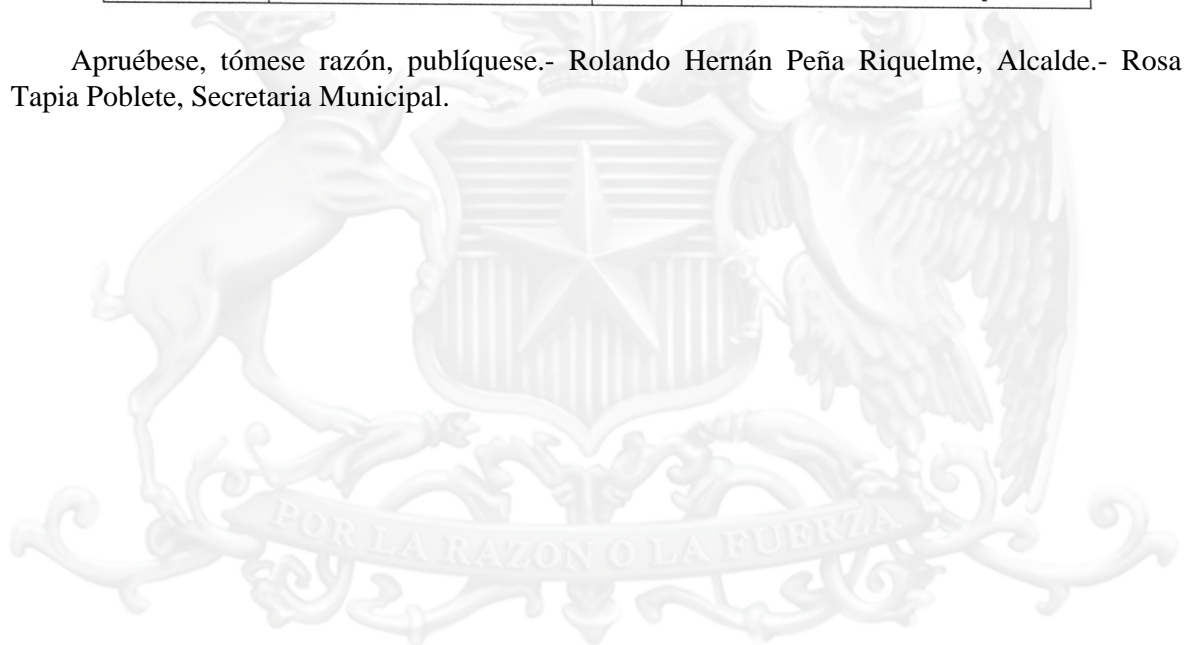 Apruébese, tómese razón, publíquese.- Rolando Hernán Peña Riquelme, Alcalde.- Rosa
Tapia Poblete, Secretaria Municipal.
POR LA RAZON O LA FUERZA